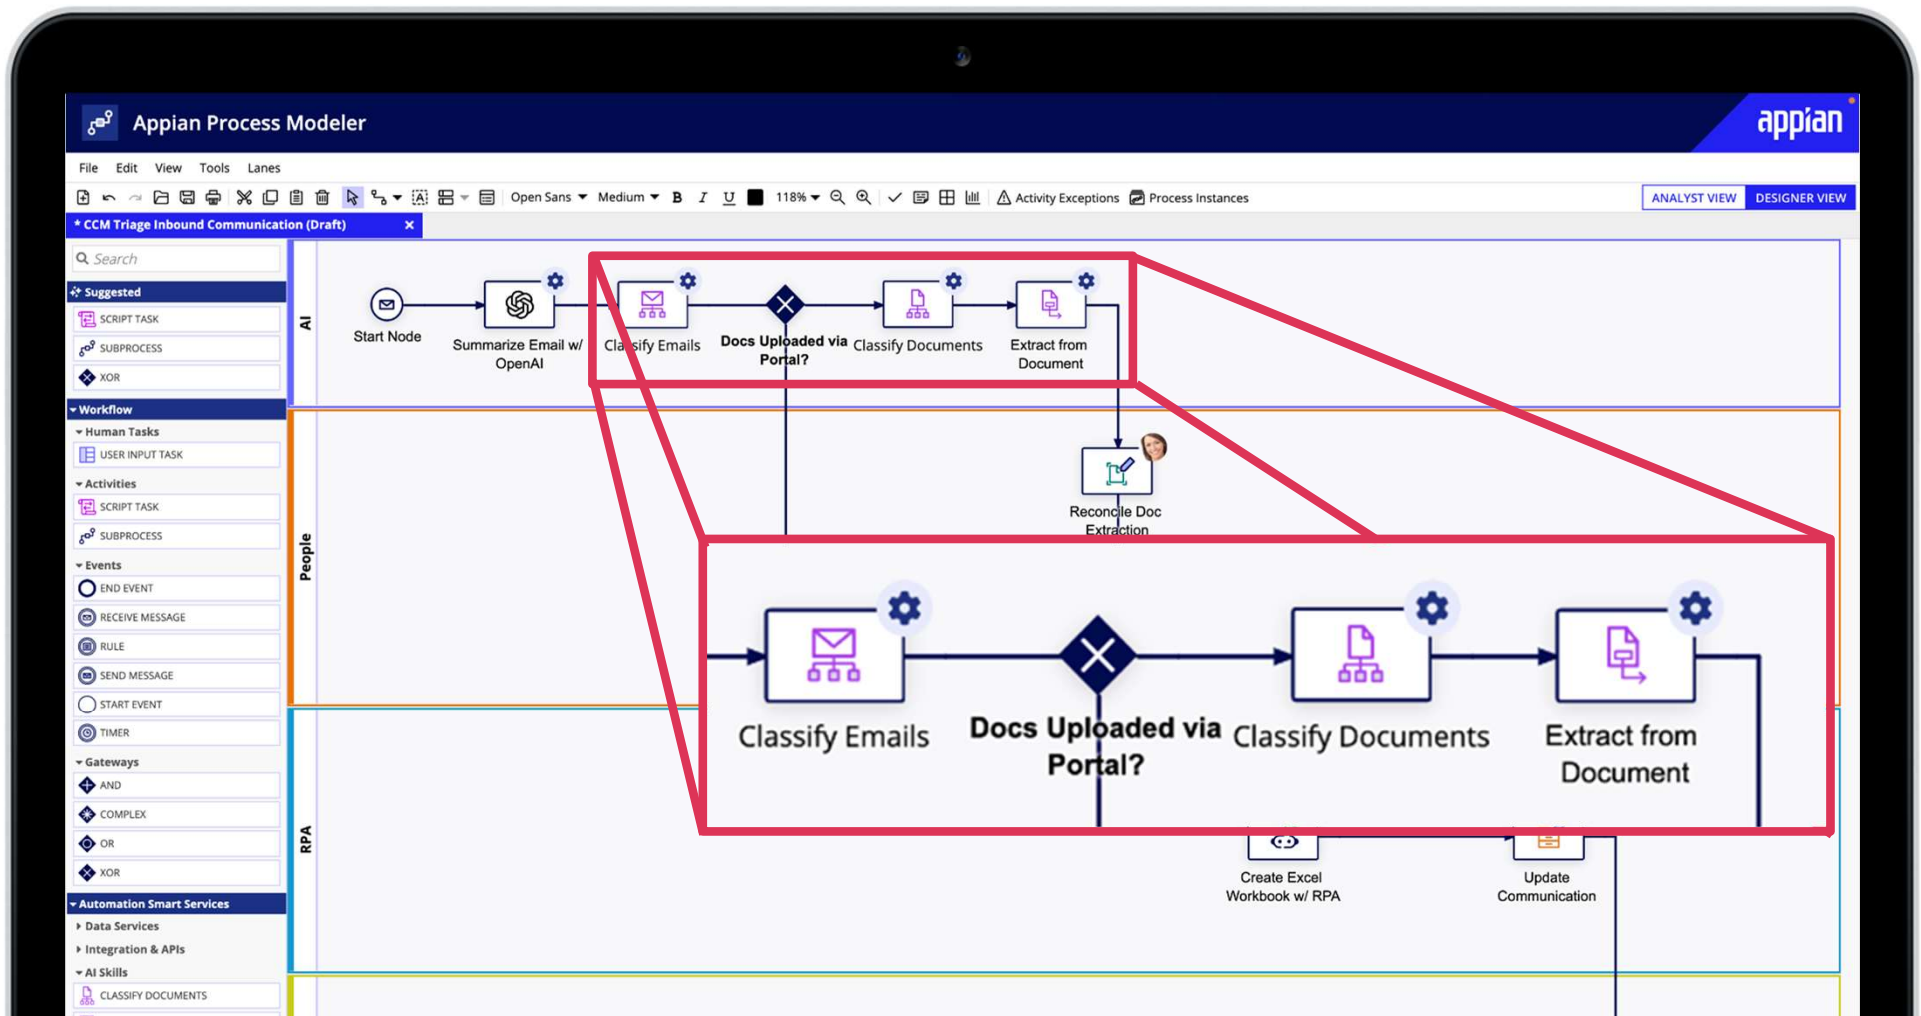 Appian Process Modeler
appian
File Edit View Tools Lanes
Open Sans Medium B I U 118% Activity Exceptions Process Instances ANALYST VIEW DESIGNER VIEW
* CCM Triage Inbound Communication (Draft) X
Search
Suggested
SCRIPT TASK
SUBPROCESS
XOR
Workflow
Human Tasks
USER INPUT TASK
Activities
SCRIPT TASK
SUBPROCESS
Events
END EVENT
RECEIVE MESSAGE
RULE
SEND MESSAGE
START EVENT
TIMER
Gateways
AND
COMPLEX
OR
XOR
Automation Smart Services
Data Services
Integration & APIs
AI Skills
CLASSIFY DOCUMENTS
AI
Start Node
Summarize Email w/
OpenAI
Classify Emails
Docs Uploaded via
Portal?
Classify Documents
Extract from
Document
People
Reconcile Doc
Extraction
Classify Emails
Docs Uploaded via
Portal?
Classify Documents
Extract from
Document
RPA
Create Excel
Workbook w/ RPA
Update
Communication